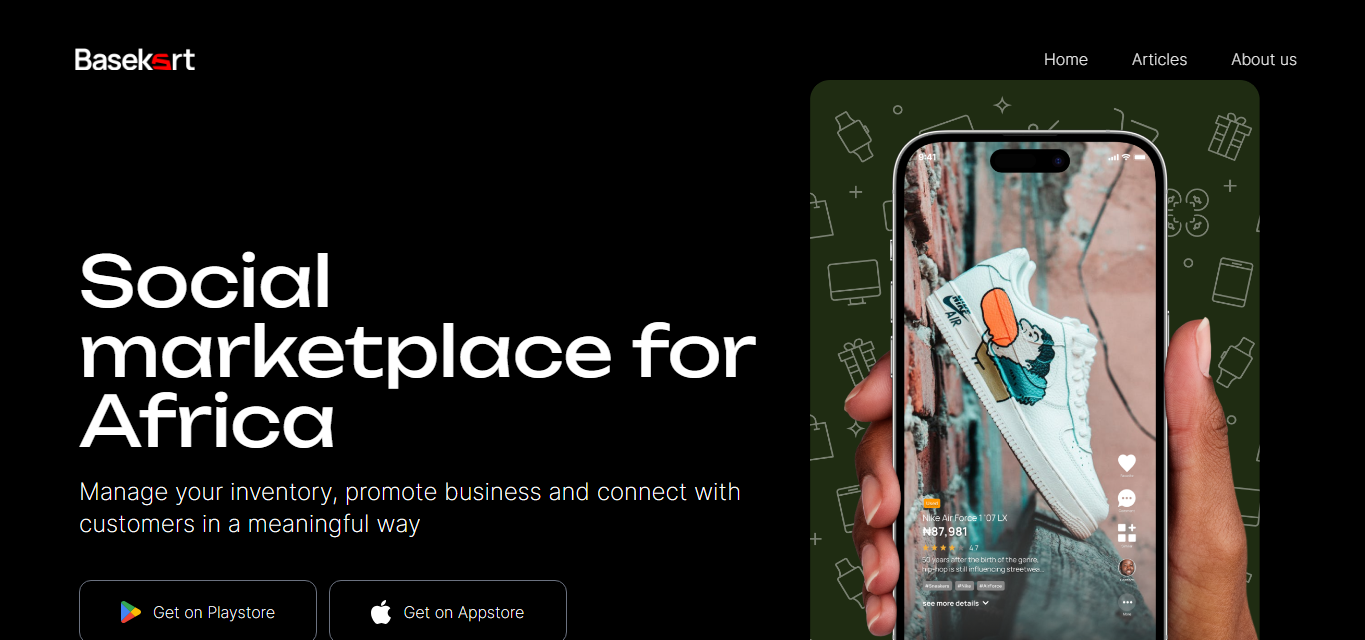 Basekart
Home
Articles
About us
Social
marketplace for
Africa
Manage your inventory, promote business and connect with
customers in a meaningful way
Get on Playstore
Get on Appstore
9:41
NIKE
AIR
Nike Air Force 1 '07 LX
₦87,981
4.7
50 years after the birth of the genre,
hip-hop is still influencing streetwea...
#Sneakers
#Nike
#AirForce
see more details
More